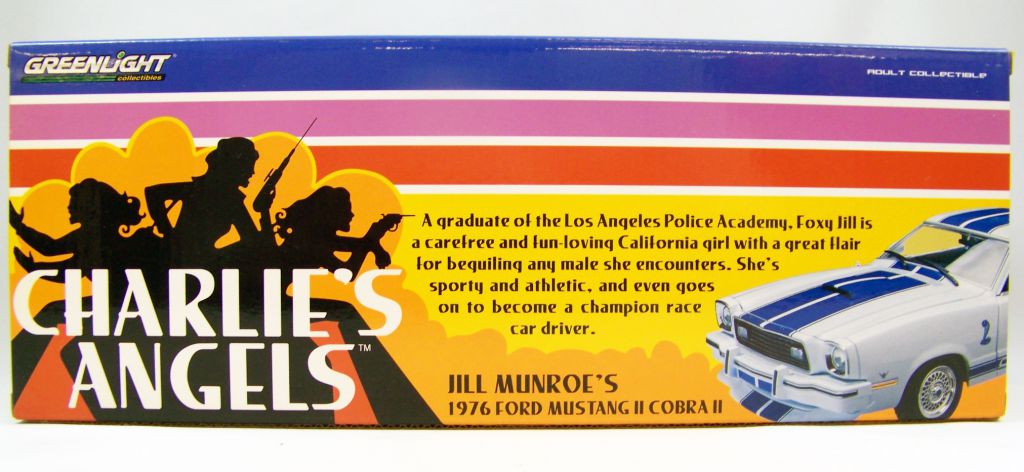 GREENLIGHT
collectibles
ADULT COLLECTIBLE
A graduate of the Los Angeles Police Academy, Foxy Jill is
a carefree and fun-loving California girl with a great flair
for beguiling any male she encounters. She's
sporty and athletic, and even goes
on to become a champion race
car driver.
CHARLIE'S
ANGELS™
JILL MUNROE'S
1976 FORD MUSTANG II COBRA II
2